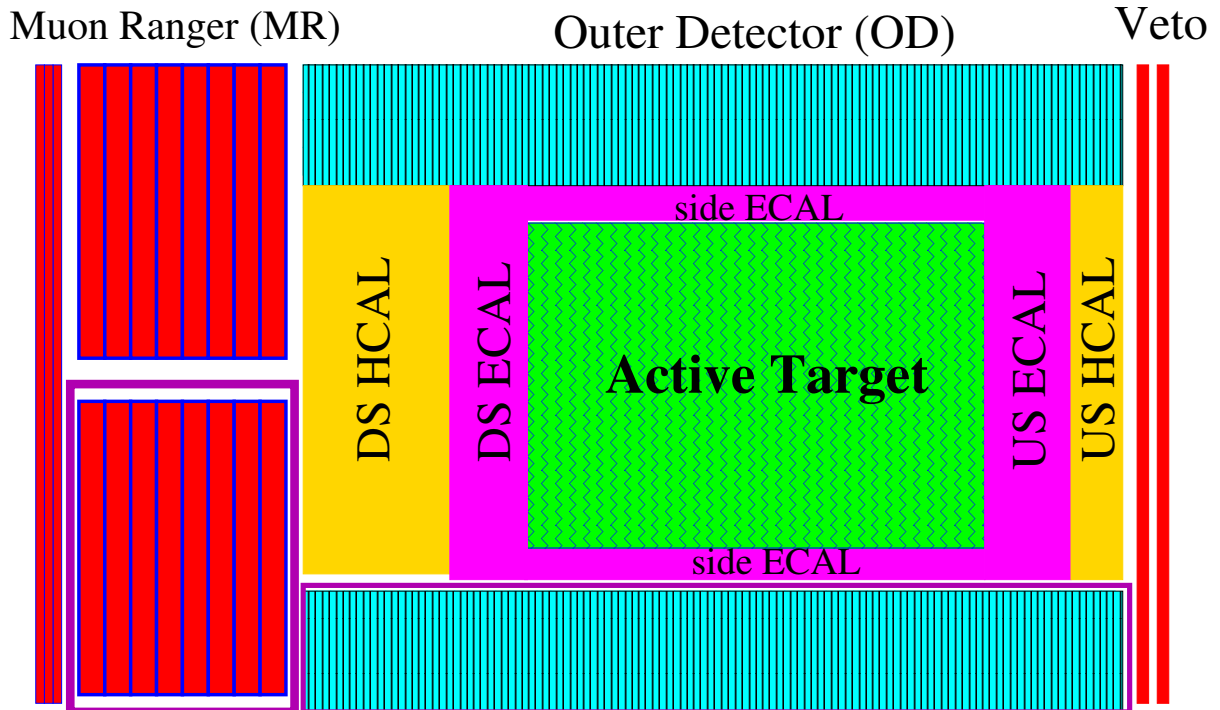 Muon Ranger (MR)
Outer Detector (OD)
Veto
side ECAL
DS HCAL
DS ECAL
Active Target
US ECAL
US HCAL
side ECAL